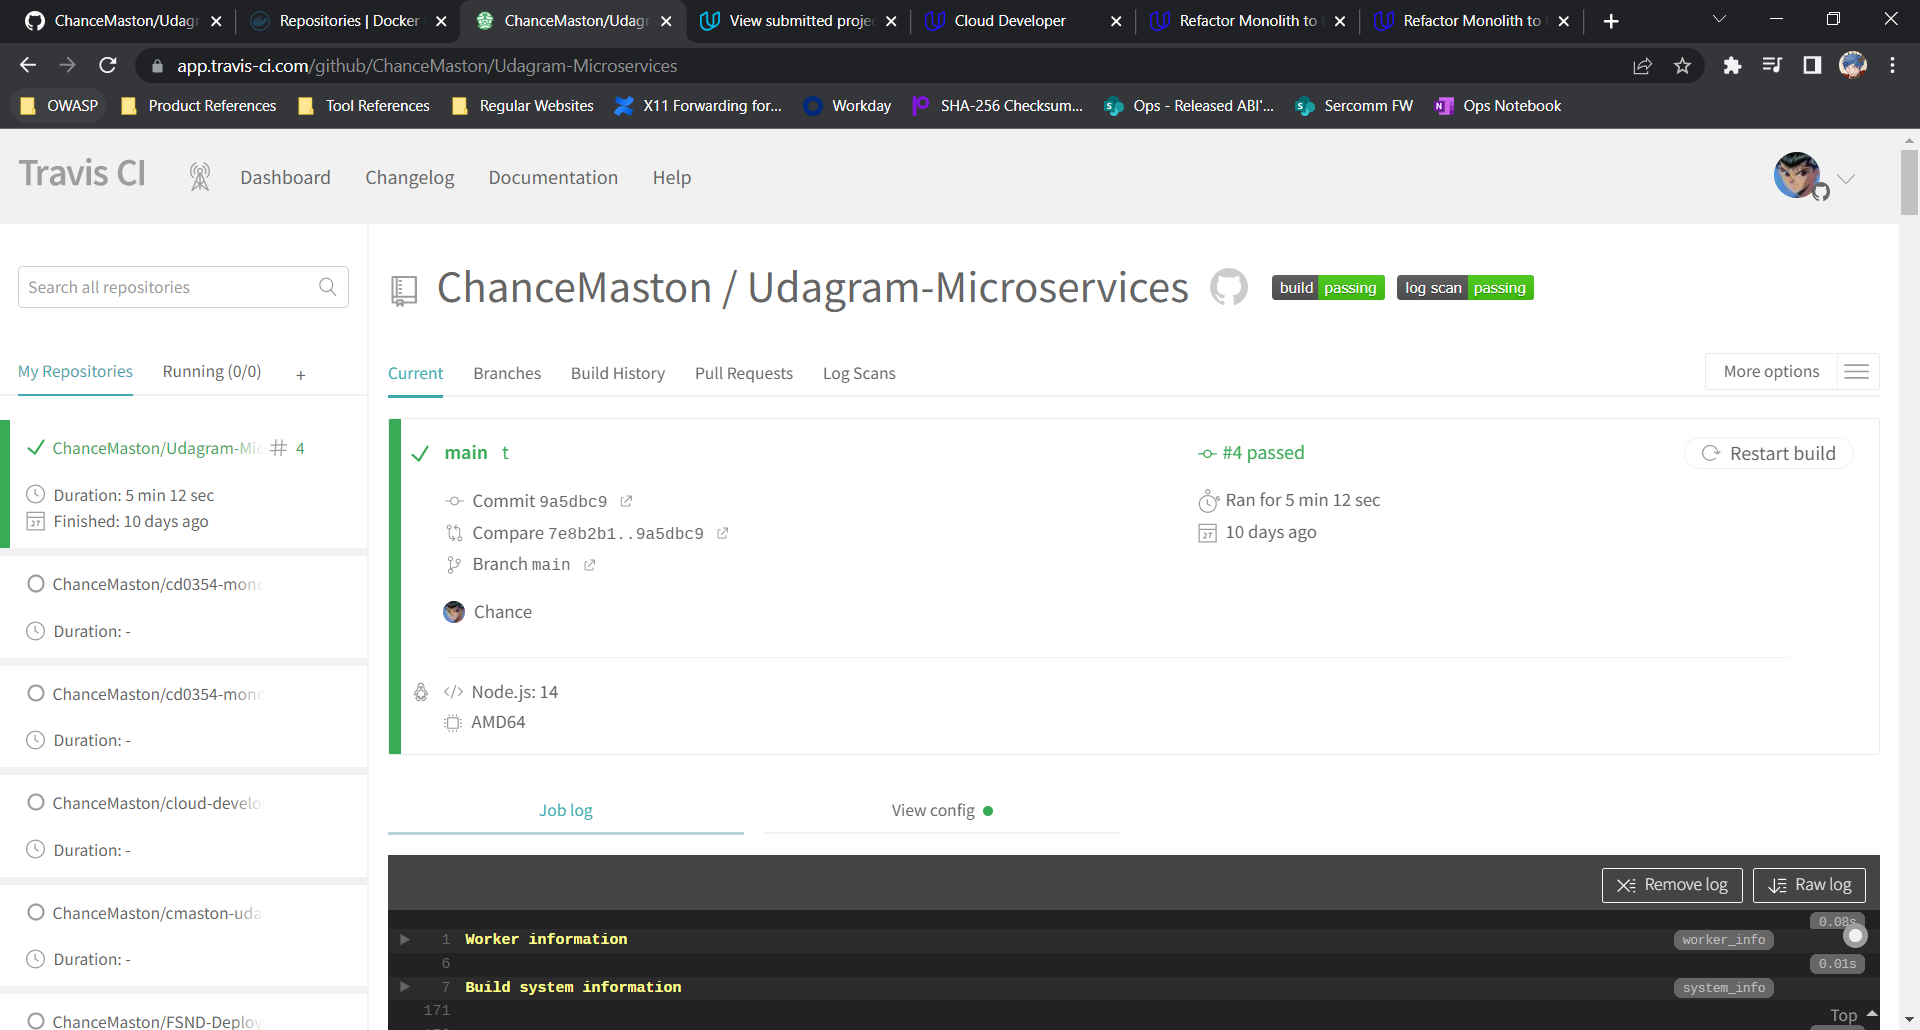 ChanceMaston/Udagr
Repositories | Docker
ChanceMaston/Udagr
View submitted projec
Cloud Developer
Refactor Monolith to
Refactor Monolith to
app.travis-ci.com/github/ChanceMaston/Udagram-Microservices
OWASP
Product References
Tool References
Regular Websites
X11 Forwarding for...
Workday
SHA-256 Checksum...
Ops - Released ABI'...
Sercomm FW
Ops Notebook
Travis CI
Dashboard
Changelog
Documentation
Help
Search all repositories
ChanceMaston / Udagram-Microservices
build passing
log scan passing
My Repositories
Running (0/0)
+
Current
Branches
Build History
Pull Requests
Log Scans
More options
ChanceMaston/Udagram-Mic
# 4
Duration: 5 min 12 sec
Finished: 10 days ago
main t
Commit 9a5dbc9
Compare 7e8b2b1..9a5dbc9
Branch main
Chance
#4 passed
Ran for 5 min 12 sec
27
10 days ago
Restart build
Node.js: 14
AMD64
ChanceMaston/cd0354-mono
Duration: -
ChanceMaston/cd0354-mono
Duration: -
ChanceMaston/cloud-develo
Duration: -
ChanceMaston/cmaston-uda
Duration: -
ChanceMaston/FSND-Deploy
Job log
View config
Remove log
Raw log
0.08s
1 Worker information
worker_info
6
0.01s
7 Build system information
system_info
171
Top